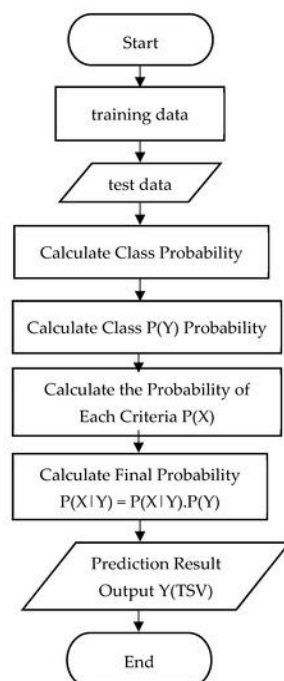 Start
training data
test data
Calculate Class Probability
Calculate Class P(Y) Probability
Calculate the Probability of
Each Criteria P(X)
Calculate Final Probability
P(X|Y) = P(X|Y).P(Y)
Prediction Result
Output Y(TSV)
End